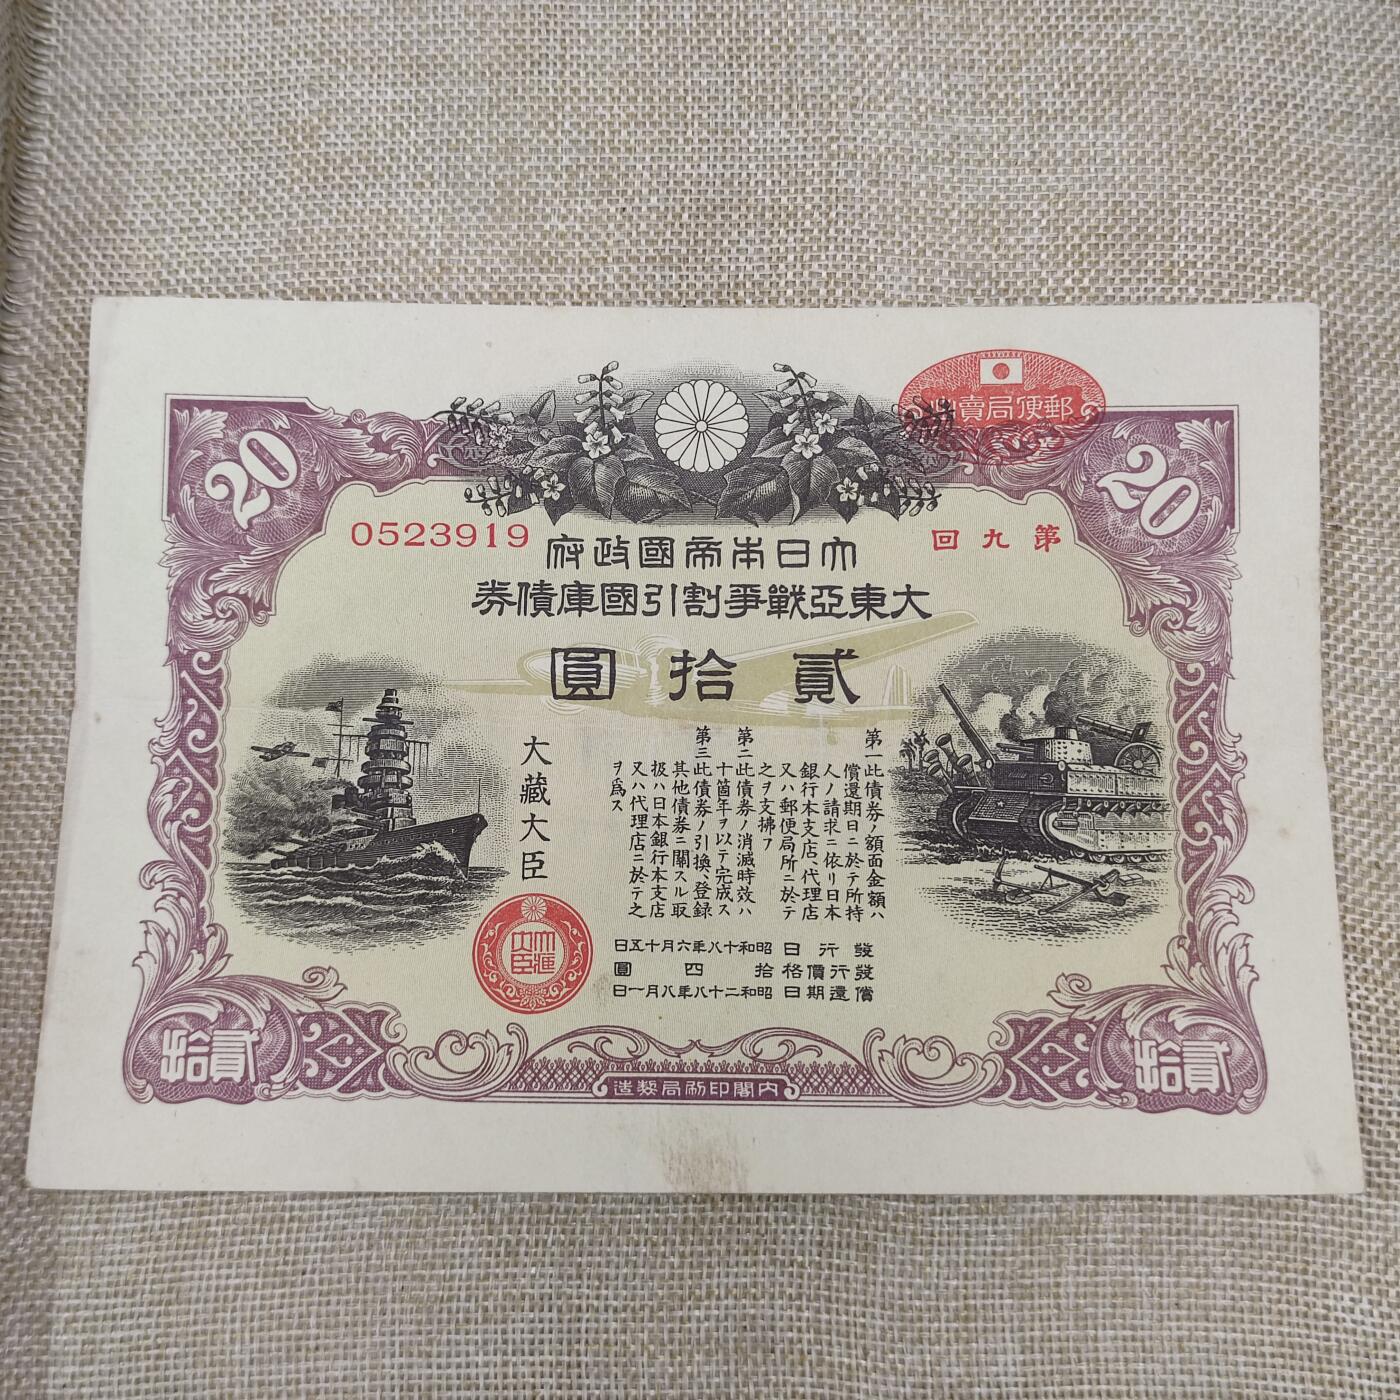 郵便局賣出
20
20
0523919
第九回
大日本帝國政府
大東亞戰爭割引國庫債券
貳拾圓
第一此債券ノ額面金額ハ
償還期日ニ於テ所持
人ノ請求ニ依リ日本
銀行本支店、代理店
又ハ郵便局所ニ於テ
之ヲ支拂フ
第二此債券ノ消滅時效ハ
十箇年ヲ以テ完成ス
第三此債券ノ引換、登錄
其他債券ニ關スル取
扱ハ日本銀行本支店
又ハ代理店ニ於テ之
ヲ爲ス
大藏大臣
大藏大臣
發行日 昭和十八年六月十五日
發行價格 拾四圓
償還期日 昭和二十八年八月一日
貳拾
貳拾
內閣印刷局製造